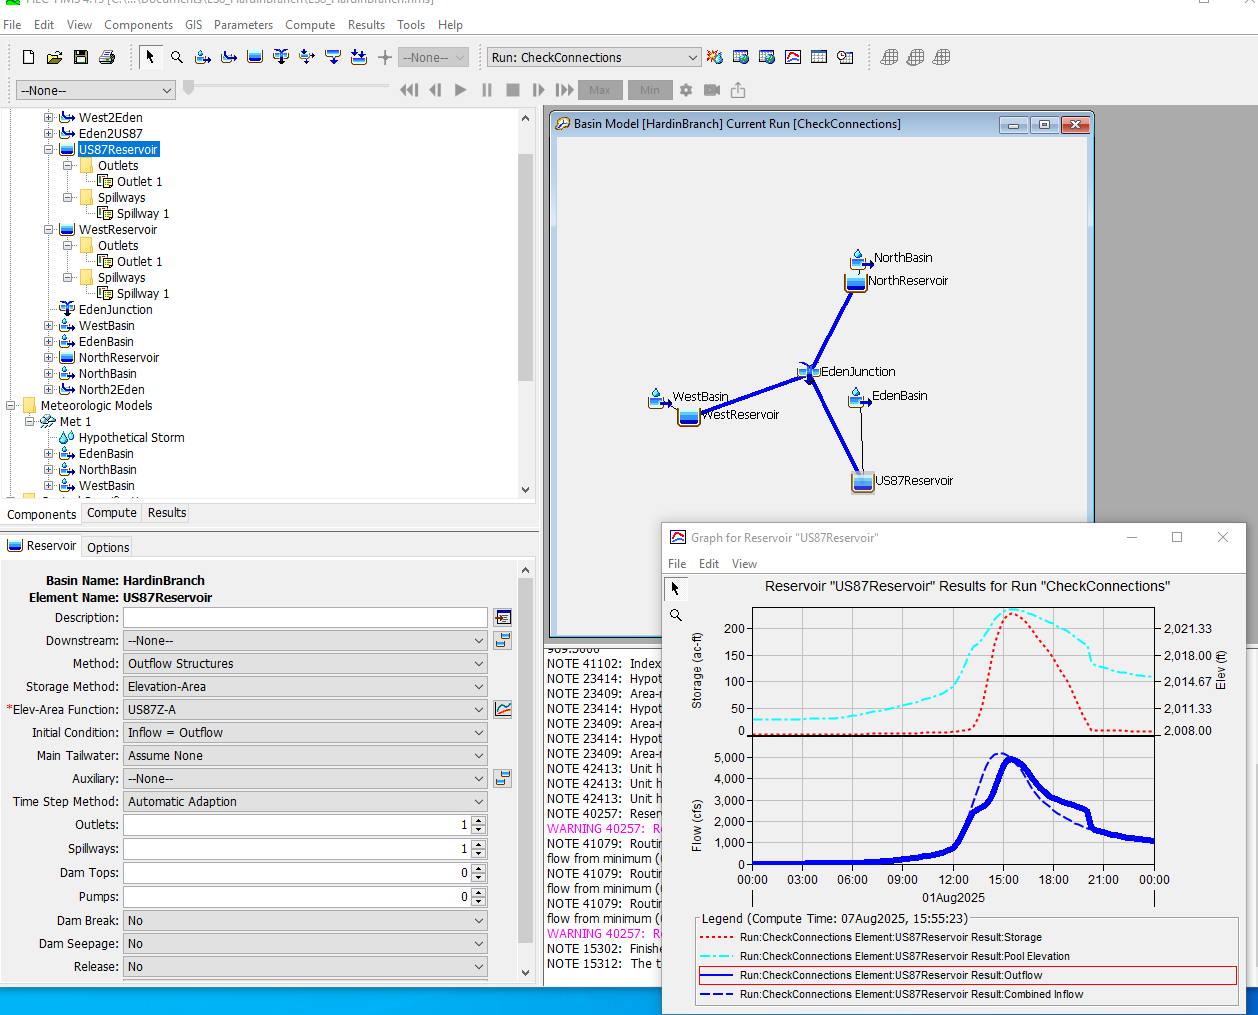 File Edit View Components GIS Parameters Compute Results Tools Help
--None--
Run: CheckConnections
--None--
Max
Min
West2Eden
Eden2US87
US87Reservoir
Outlets
Outlet 1
Spillways
Spillway 1
WestReservoir
Outlets
Outlet 1
Spillways
Spillway 1
EdenJunction
WestBasin
EdenBasin
NorthReservoir
NorthBasin
North2Eden
Meteorologic Models
Met 1
Hypothetical Storm
EdenBasin
NorthBasin
WestBasin
Components Compute Results
Reservoir Options
Basin Name: HardinBranch
Element Name: US87Reservoir
Description:
Downstream: --None--
Method: Outflow Structures
Storage Method: Elevation-Area
*Elev-Area Function: US87Z-A
Initial Condition: Inflow = Outflow
Main Tailwater: Assume None
Auxiliary: --None--
Time Step Method: Automatic Adaption
Outlets: 1
Spillways: 1
Dam Tops: 0
Pumps: 0
Dam Break: No
Dam Seepage: No
Release: No
Basin Model [HardinBranch] Current Run [CheckConnections]
NorthBasin
NorthReservoir
EdenJunction
WestBasin
WestReservoir
EdenBasin
US87Reservoir
NOTE 41102: Index
NOTE 23414: Hypot
NOTE 23409: Area-r
NOTE 23414: Hypot
NOTE 23409: Area-r
NOTE 23414: Hypot
NOTE 23409: Area-r
NOTE 42413: Unit h
NOTE 42413: Unit h
NOTE 42413: Unit h
NOTE 40257: Reser
WARNING 40257: R
NOTE 41079: Routin
flow from minimum (
NOTE 41079: Routin
flow from minimum (
NOTE 41079: Routin
flow from minimum (
WARNING 40257: R
NOTE 15302: Finishe
NOTE 15312: The t
Graph for Reservoir "US87Reservoir"
File Edit View
Reservoir "US87Reservoir" Results for Run "CheckConnections"
Storage (ac-ft)
200
150
100
50
0
2,021.33
2,018.00
2,014.67
2,011.33
2,008.00
Elev (ft)
Flow (cfs)
5,000
4,000
3,000
2,000
1,000
0
00:00 03:00 06:00 09:00 12:00 15:00 18:00 21:00 00:00
01Aug2025
Legend (Compute Time: 07Aug2025, 15:55:23)
Run:CheckConnections Element:US87Reservoir Result:Storage
Run:CheckConnections Element:US87Reservoir Result:Pool Elevation
Run:CheckConnections Element:US87Reservoir Result:Outflow
Run:CheckConnections Element:US87Reservoir Result:Combined Inflow